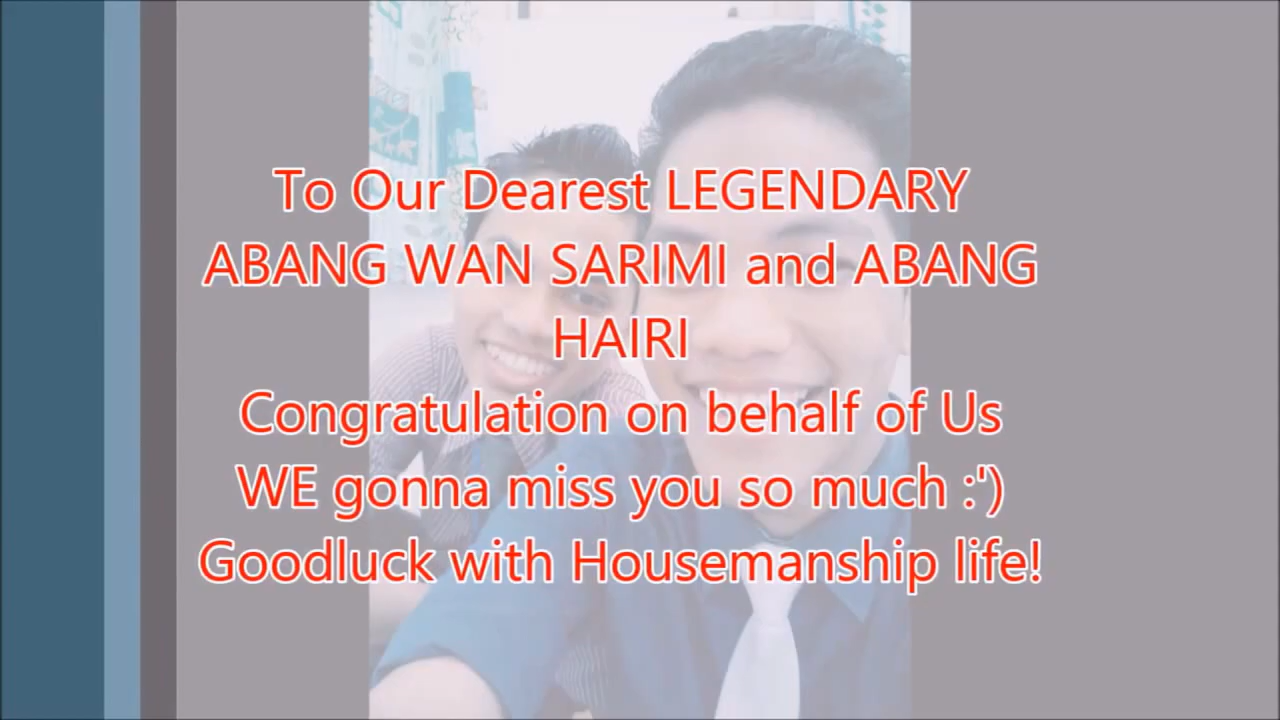 To Our Dearest LEGENDARY
ABANG WAN SARIMI and ABANG
HAIRI
Congratulation on behalf of Us
WE gonna miss you so much :')
Goodluck with Housemanship life!